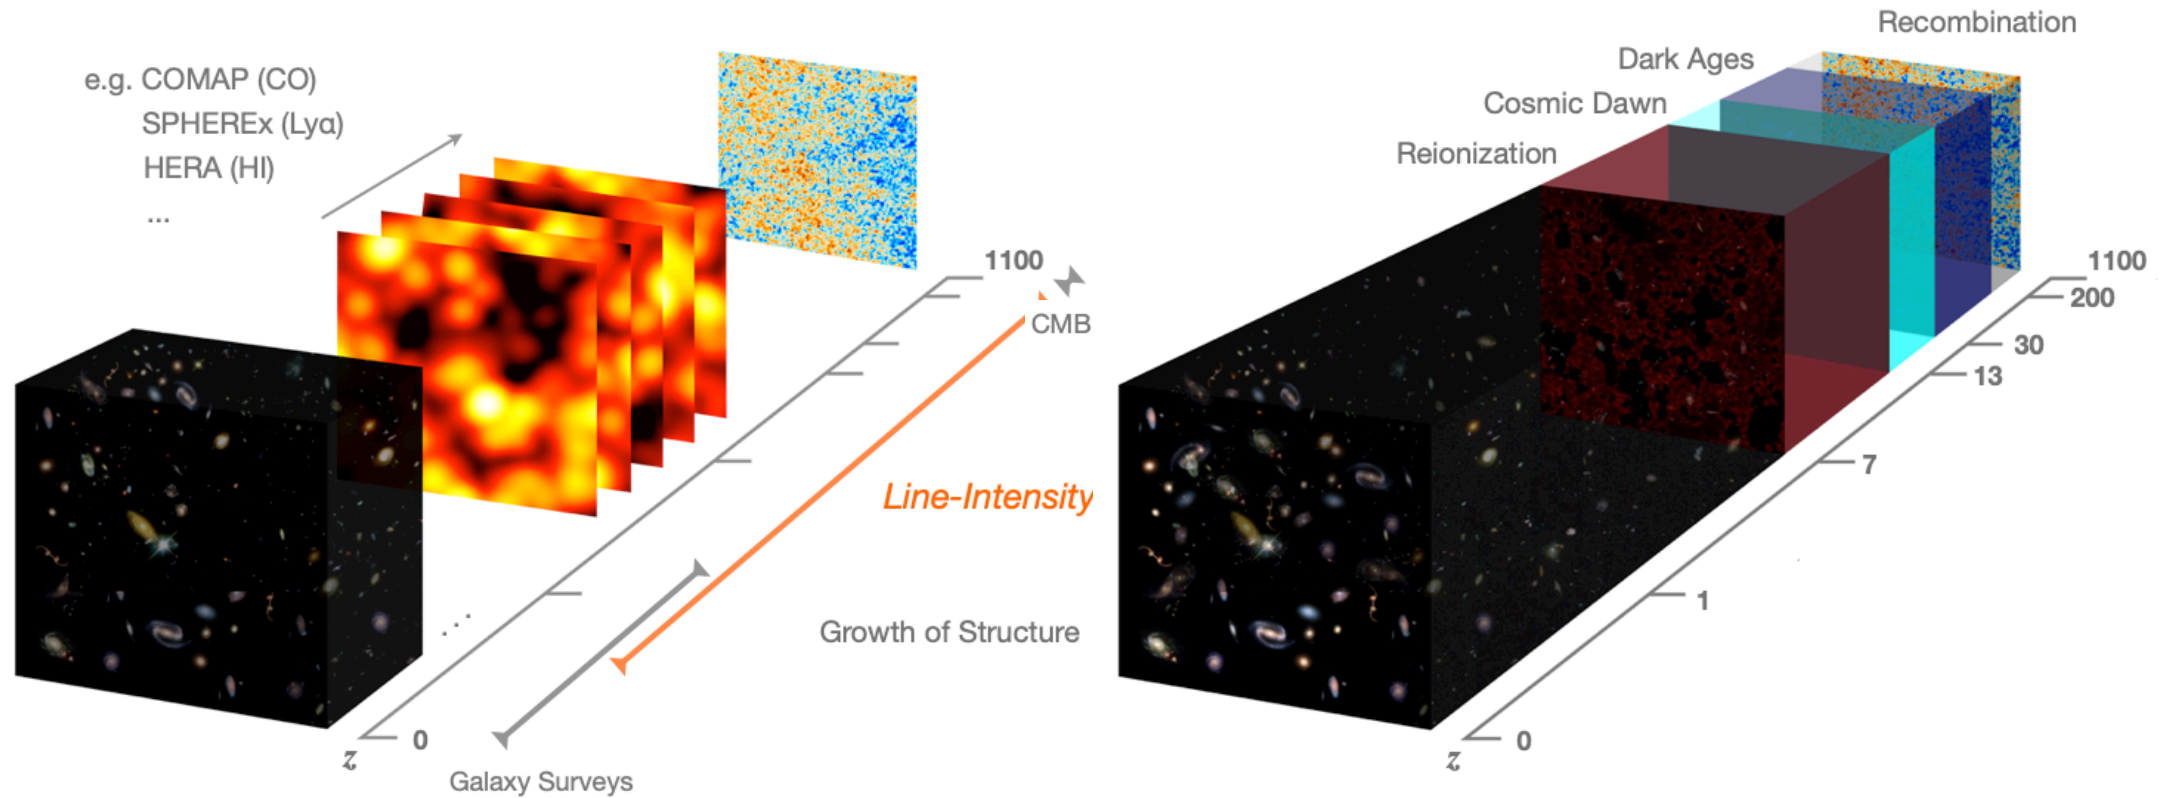 e.g. COMAP (CO)
SPHEREx (Lyα)
HERA (HI)
...
1100
CMB
Line-Intensity
Growth of Structure
...
0
z
Galaxy Surveys
Recombination
Dark Ages
Cosmic Dawn
Reionization
1100
200
30
13
7
1
0
z